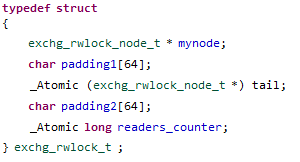 typedef struct
{
exchg_rwlock_node_t * mynode;
char padding1[64];
_Atomic (exchg_rwlock_node_t *) tail;
char padding2[64];
_Atomic long readers_counter;
} exchg_rwlock_t ;